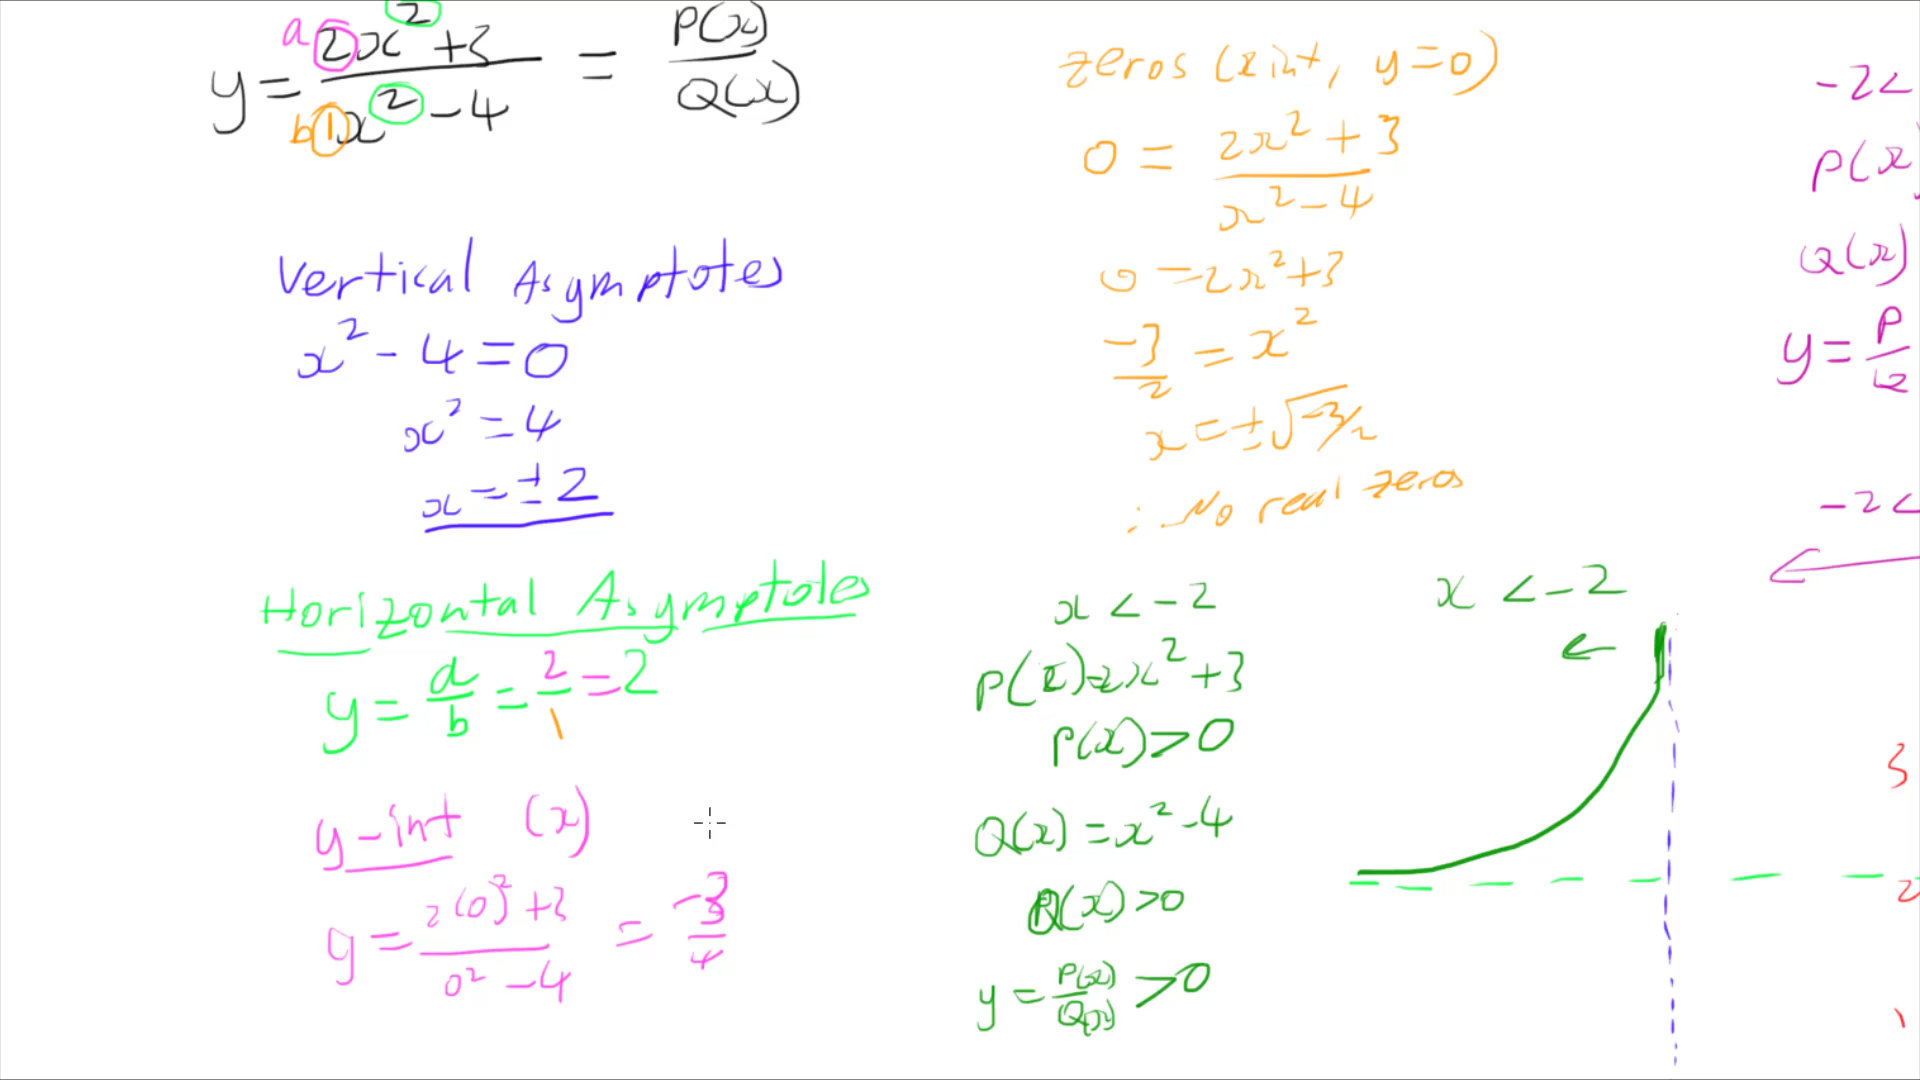 y = a 2x² + 3 / b 1x² - 4 = P(x) / Q(x)
Vertical Asymptotes
x² - 4 = 0
x² = 4
x = ± 2
Horizontal Asymptotes
y = a/b = 2/1 = 2
y-int (x)
y = 2(0)² + 3 / 0² - 4 = -3/4
zeros (x int, y = 0)
0 = 2x² + 3 / x² - 4
0 = 2x² + 3
-3/2 = x²
x = ± √-3/2
∴ No real zeros
x < -2
P(x) = 2x² + 3
P(x) > 0
Q(x) = x² - 4
Q(x) > 0
y = P(x)/Q(x) > 0
x < -2
-2 <
P(x)
Q(x)
y = P
-2 <
3
2
1